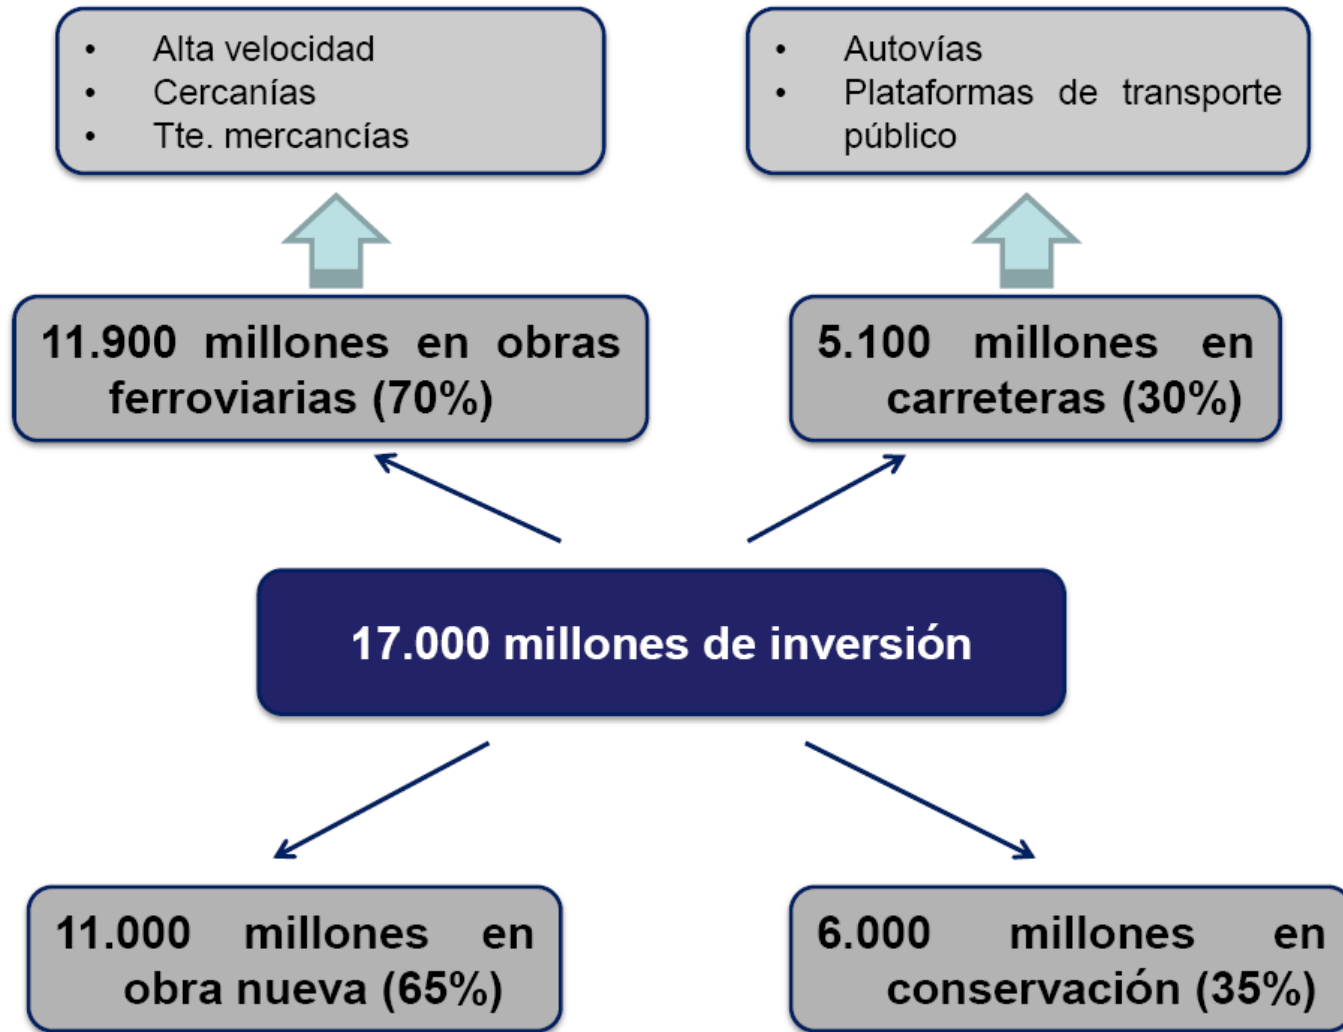 • Alta velocidad
• Cercanías
• Tte. mercancías
• Autovías
• Plataformas de transporte
público
11.900 millones en obras
ferroviarias (70%)
5.100 millones en
carreteras (30%)
17.000 millones de inversión
11.000 millones en
obra nueva (65%)
6.000 millones en
conservación (35%)